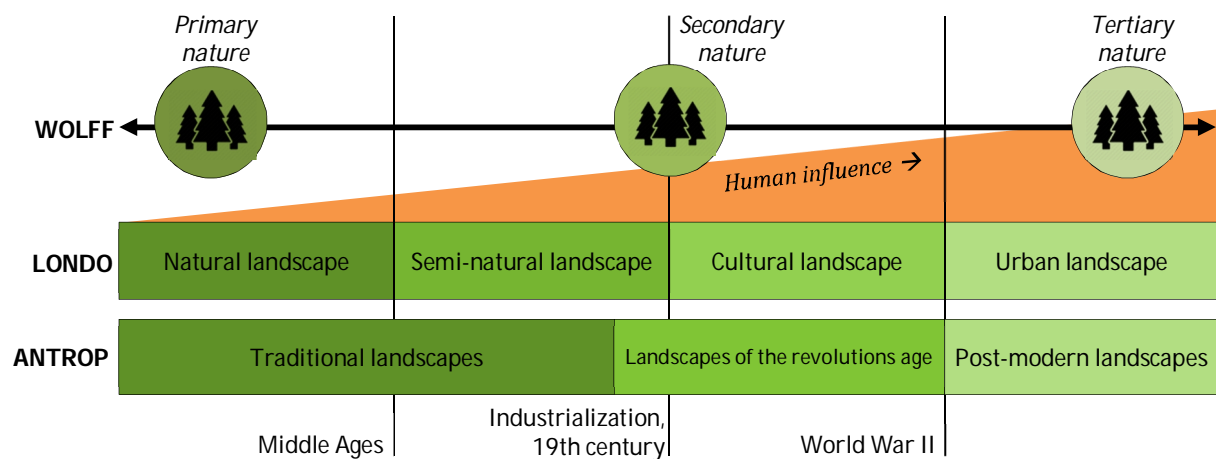 Primary
nature
Secondary
nature
Tertiary
nature
WOLFF
Human influence →
LONDO
Natural landscape
Semi-natural landscape
Cultural landscape
Urban landscape
ANTROP
Traditional landscapes
Landscapes of the revolutions age
Post-modern landscapes
Middle Ages
Industrialization,
19th century
World War II